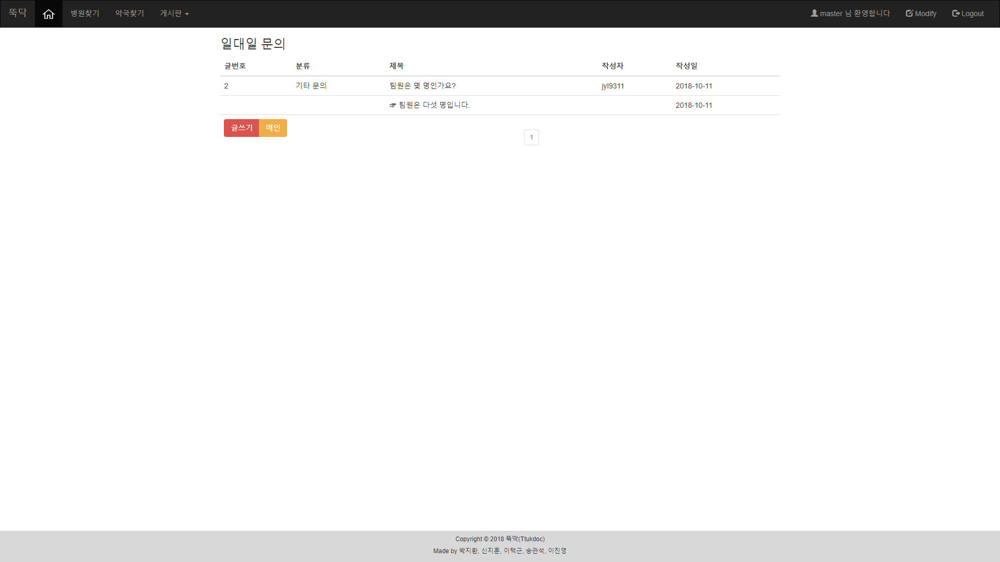 뚝닥 병원찾기 약국찾기 게시판 master 님 환영합니다 Modify Logout
일대일 문의
글번호 분류 제목 작성자 작성일
2 기타 문의 팀원은 몇 명인가요? jyl9311 2018-10-11
☞ 팀원은 다섯 명입니다. 2018-10-11
글쓰기 메인
1
Copyright © 2018 뚝딱(Ttukdoc)
Made by 박지환, 신지훈, 이택근, 송관석, 이진영